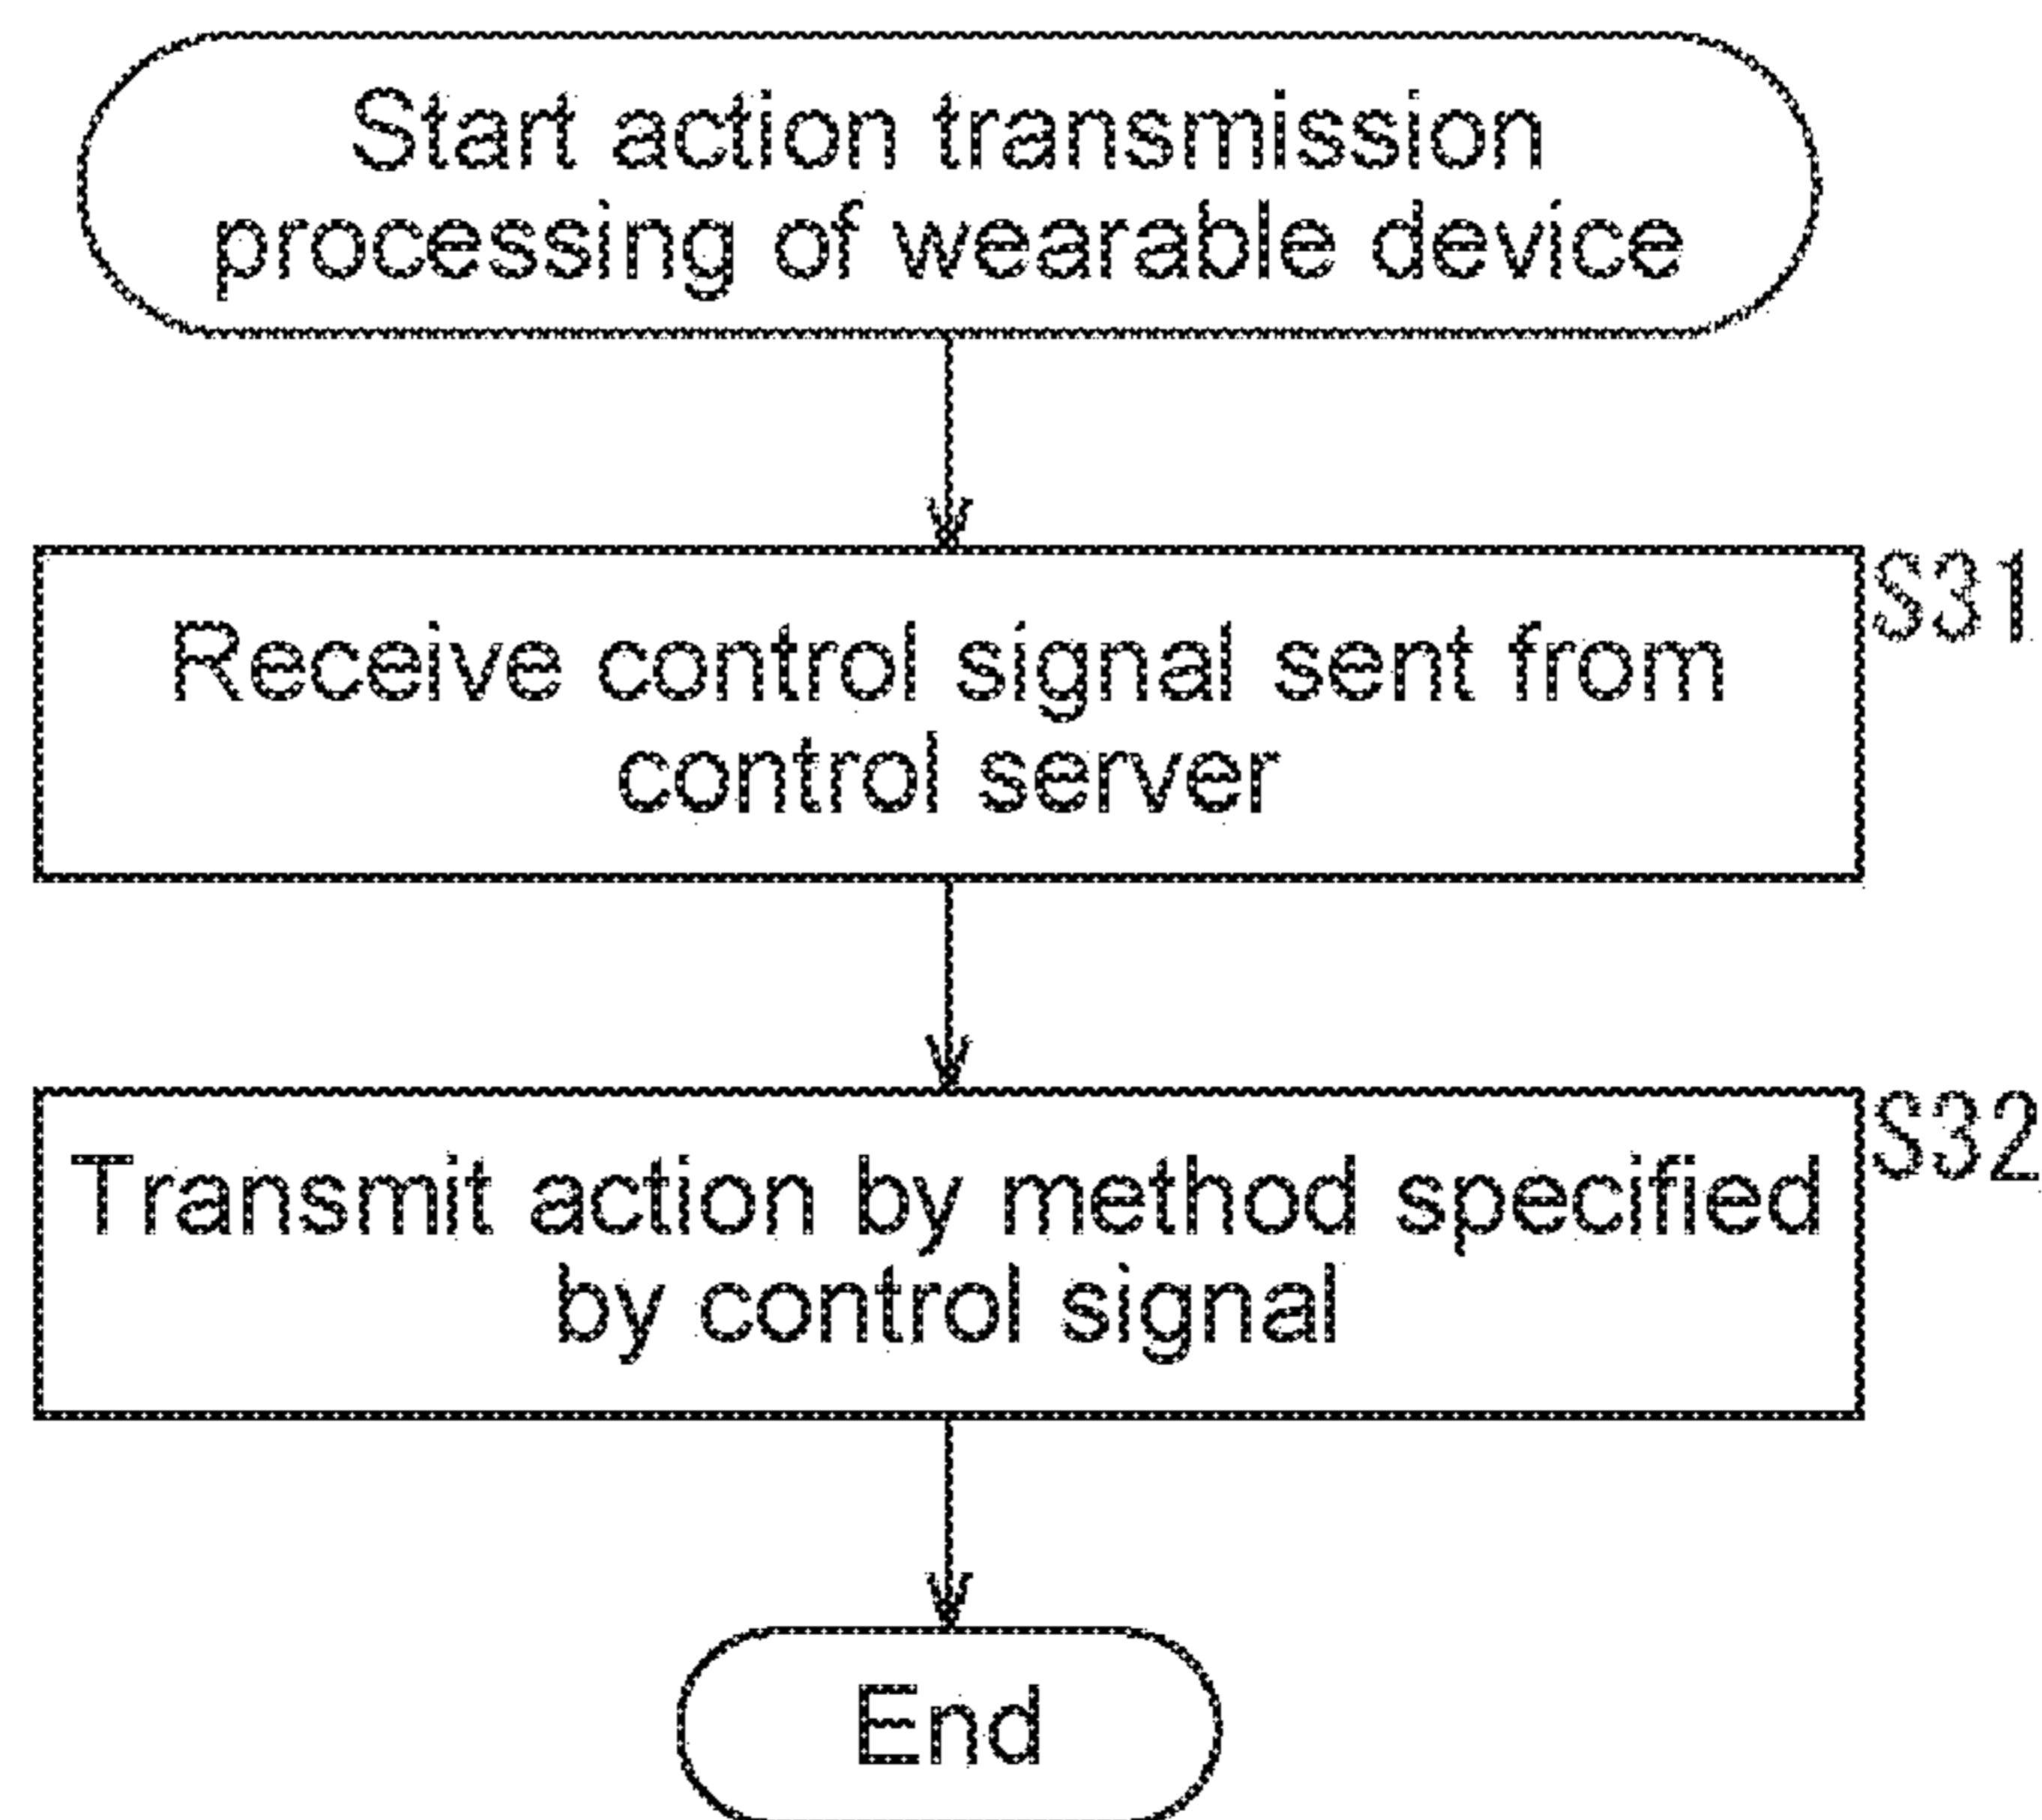 Start action transmission
processing of wearable device
S31
Receive control signal sent from
control server
S32
Transmit action by method specified
by control signal
End